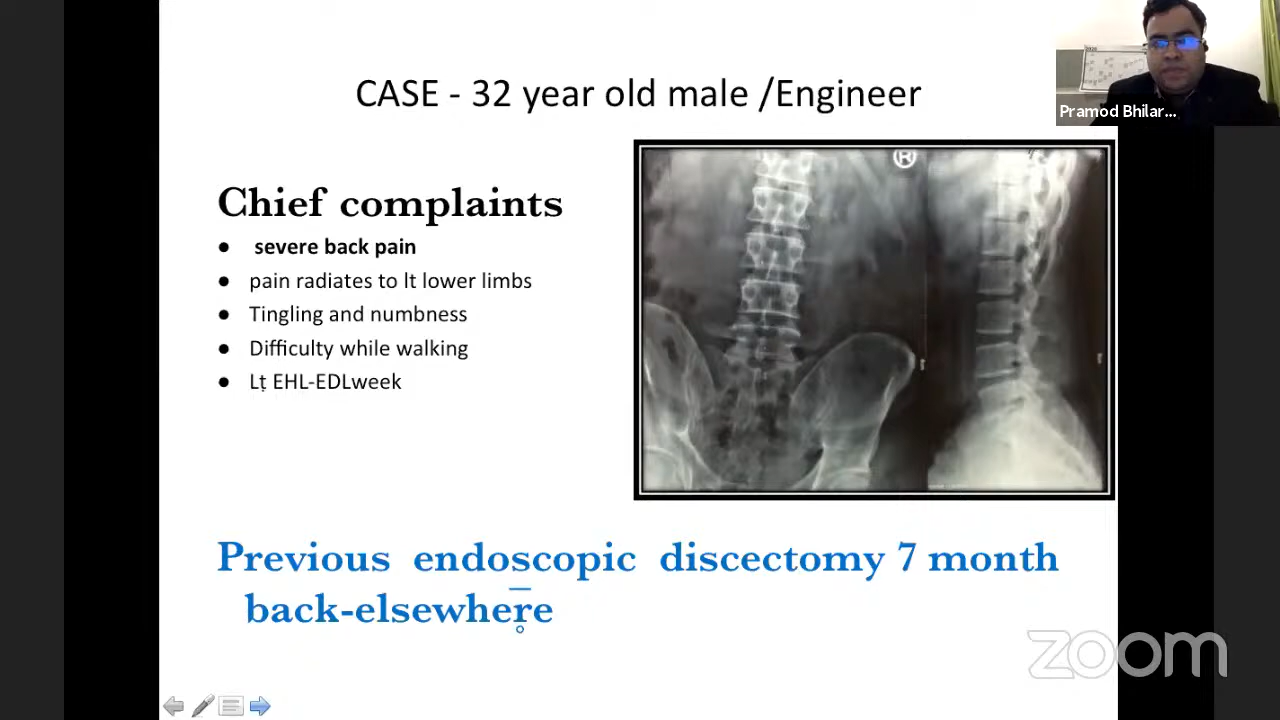 CASE - 32 year old male /Engineer
Pramod Bhilar...
Chief complaints
● severe back pain
● pain radiates to lt lower limbs
● Tingling and numbness
● Difficulty while walking
● Lt EHL-EDLweek
R
Previous endoscopic discectomy 7 month
back-elsewhere
zoom